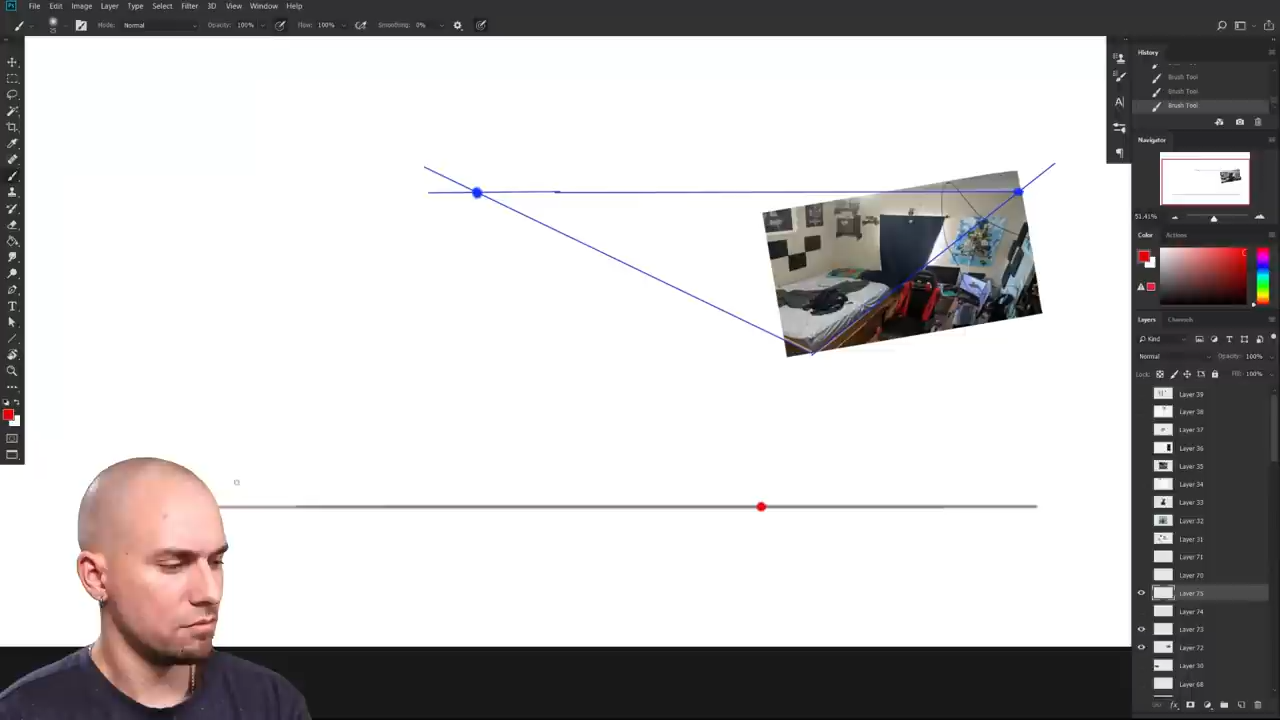 Ps File Edit Image Layer Type Select Filter 3D View Window Help
Mode: Normal Opacity: 100% Flow: 100% Smoothing: 0%
History
Brush Tool
Brush Tool
Brush Tool
Navigator
51.41%
Color Actions
Layers Channels
Kind
Normal Opacity: 100%
Lock: Fill: 100%
Layer 39
Layer 38
Layer 37
Layer 36
Layer 35
Layer 34
Layer 33
Layer 32
Layer 31
Layer 71
Layer 70
Layer 75
Layer 74
Layer 73
Layer 72
Layer 30
Layer 68